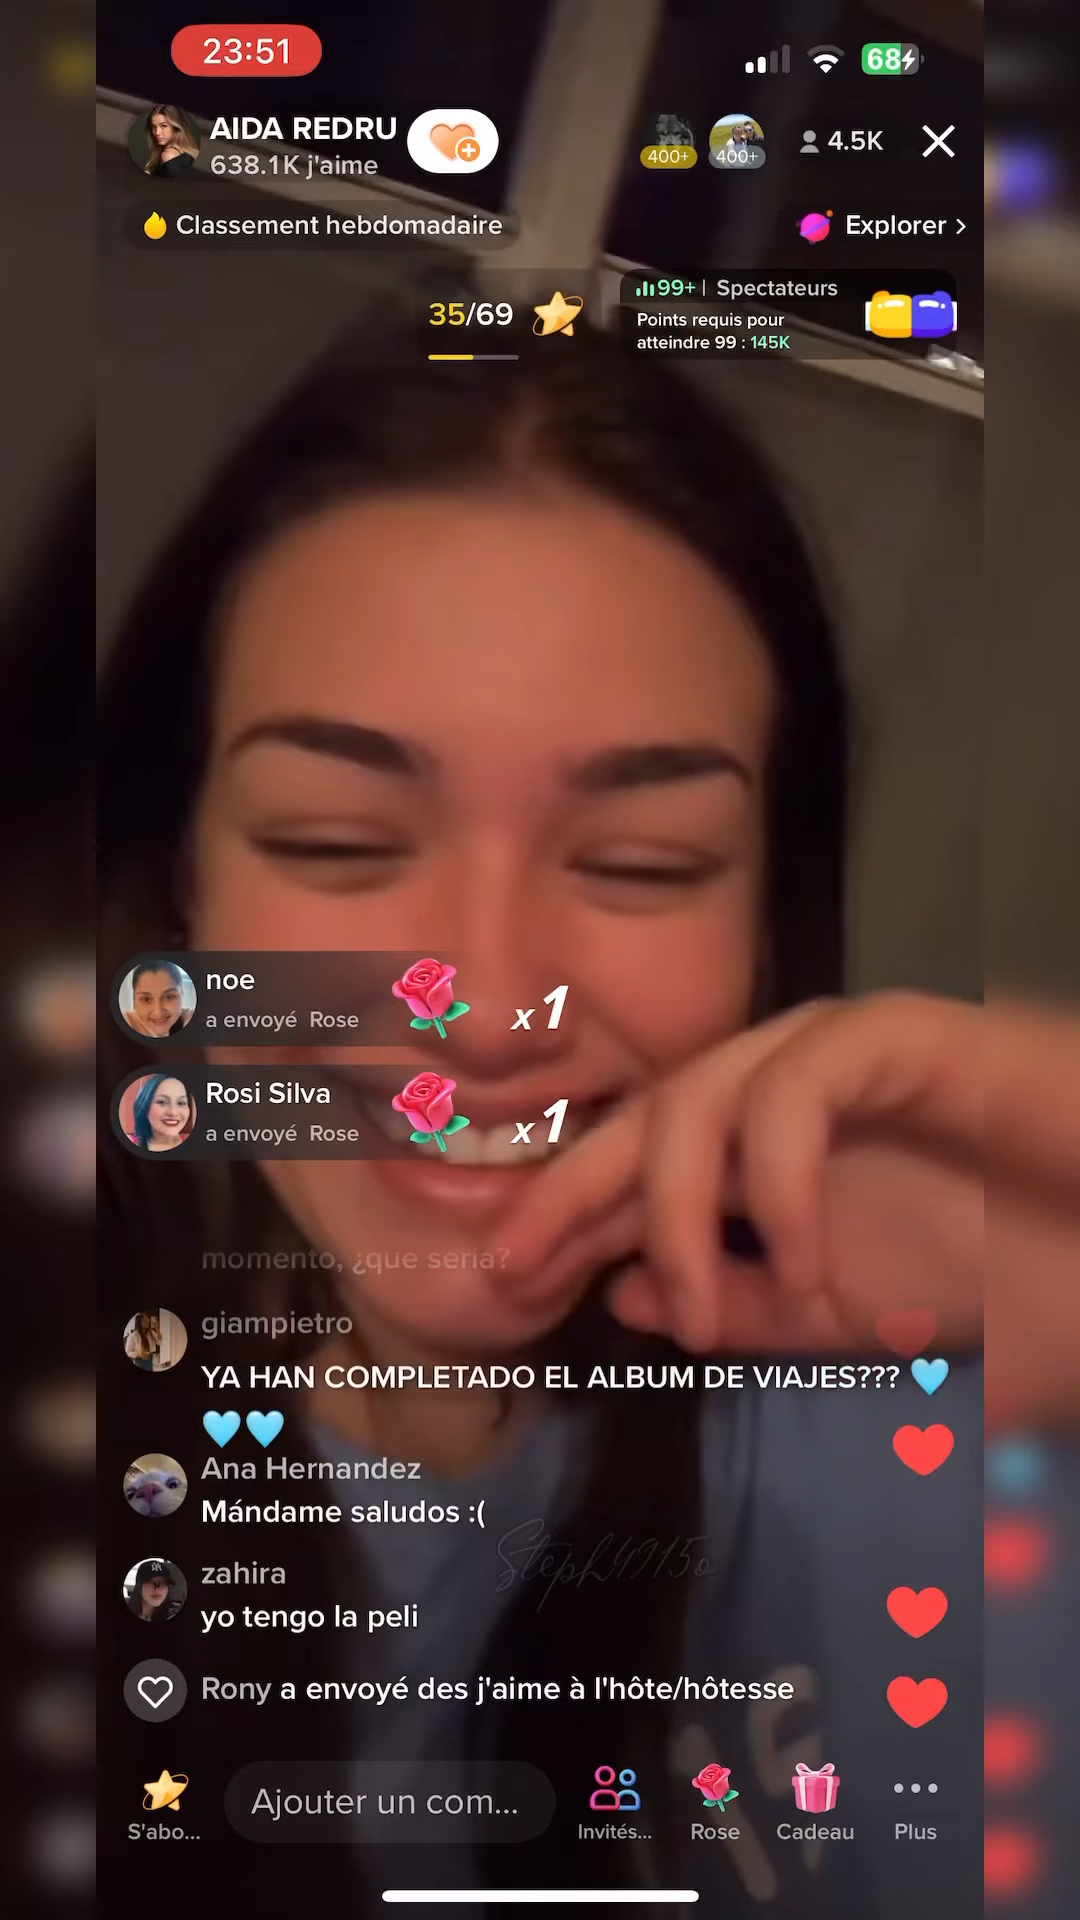 23:51
68
AIDA REDRU
638.1K j'aime
400+
400+
4.5K
Classement hebdomadaire
Explorer >
35/69
99+ | Spectateurs
Points requis pour
atteindre 99 : 145K
noe
a envoyé Rose
x1
Rosi Silva
a envoyé Rose
x1
momento, ¿que sería?
giampietro
YA HAN COMPLETADO EL ALBUM DE VIAJES??? 🩵
🩵🩵
Ana Hernandez
Mándame saludos :(
Steph4915
zahira
yo tengo la peli
Rony a envoyé des j'aime à l'hôte/hôtesse
S'abo...
Ajouter un com...
Invités...
Rose
Cadeau
Plus